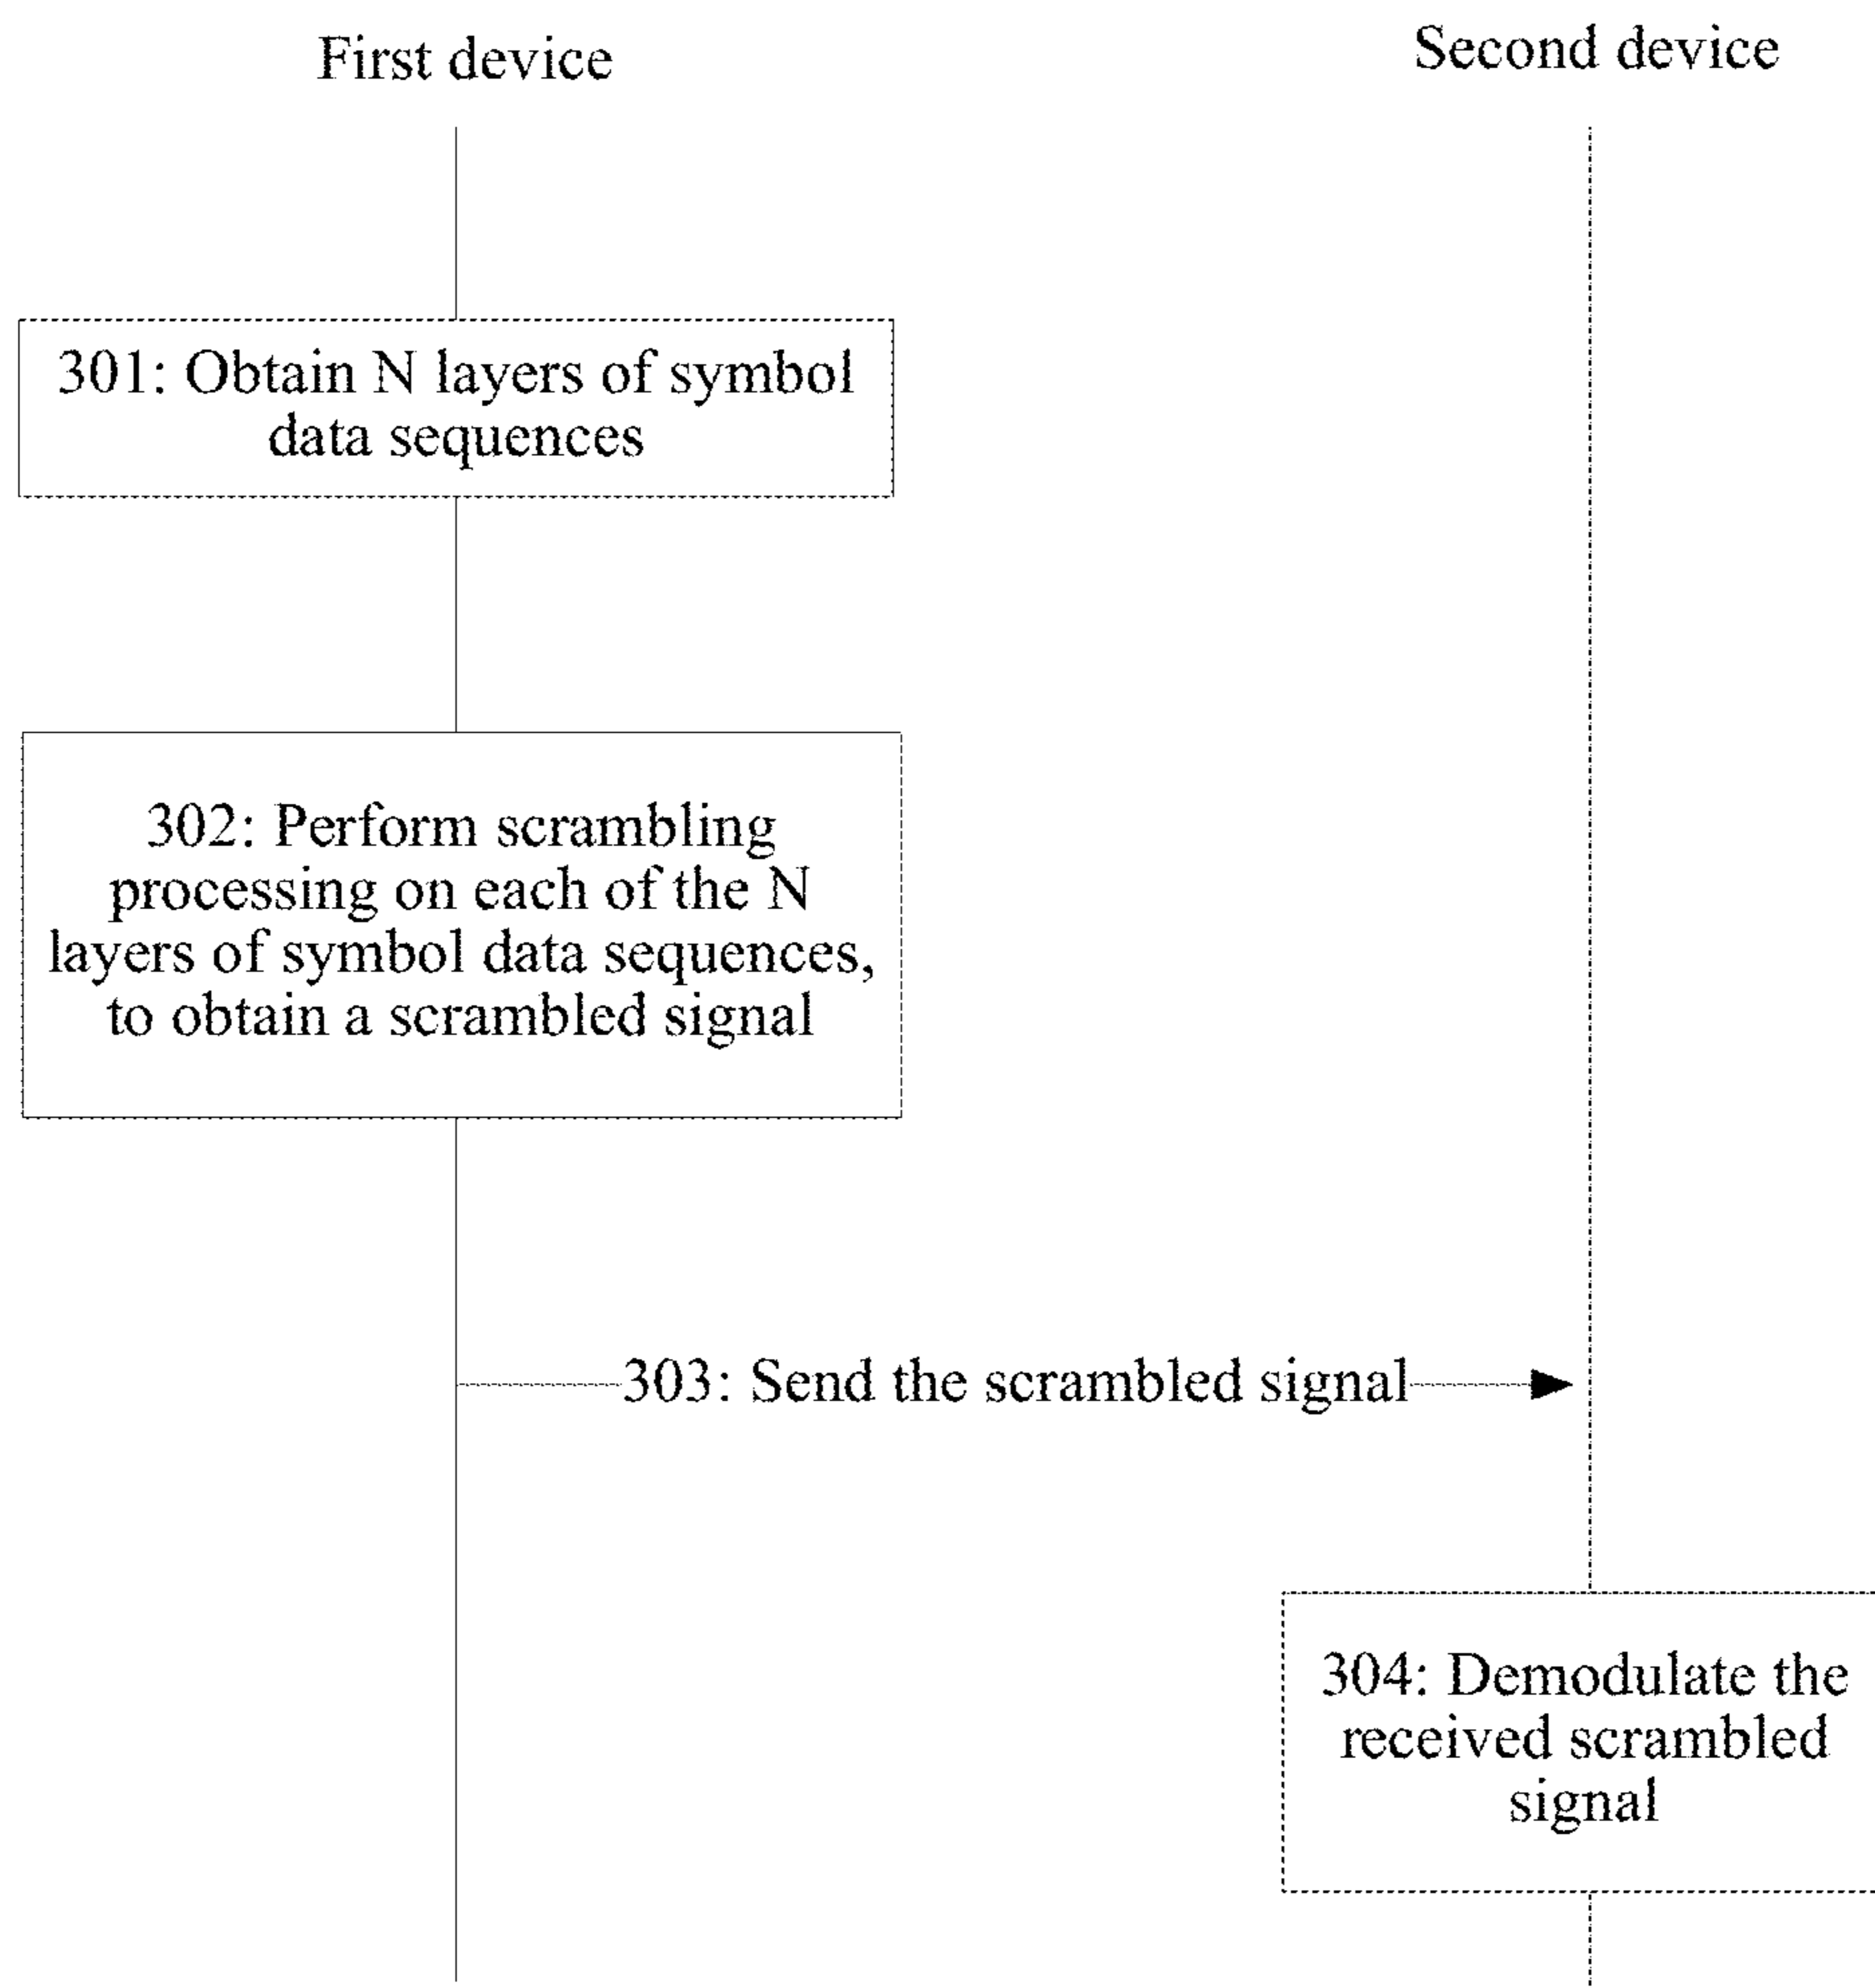 First device
Second device
301: Obtain N layers of symbol
data sequences
302: Perform scrambling
processing on each of the N
layers of symbol data sequences,
to obtain a scrambled signal
303: Send the scrambled signal
304: Demodulate the
received scrambled
signal